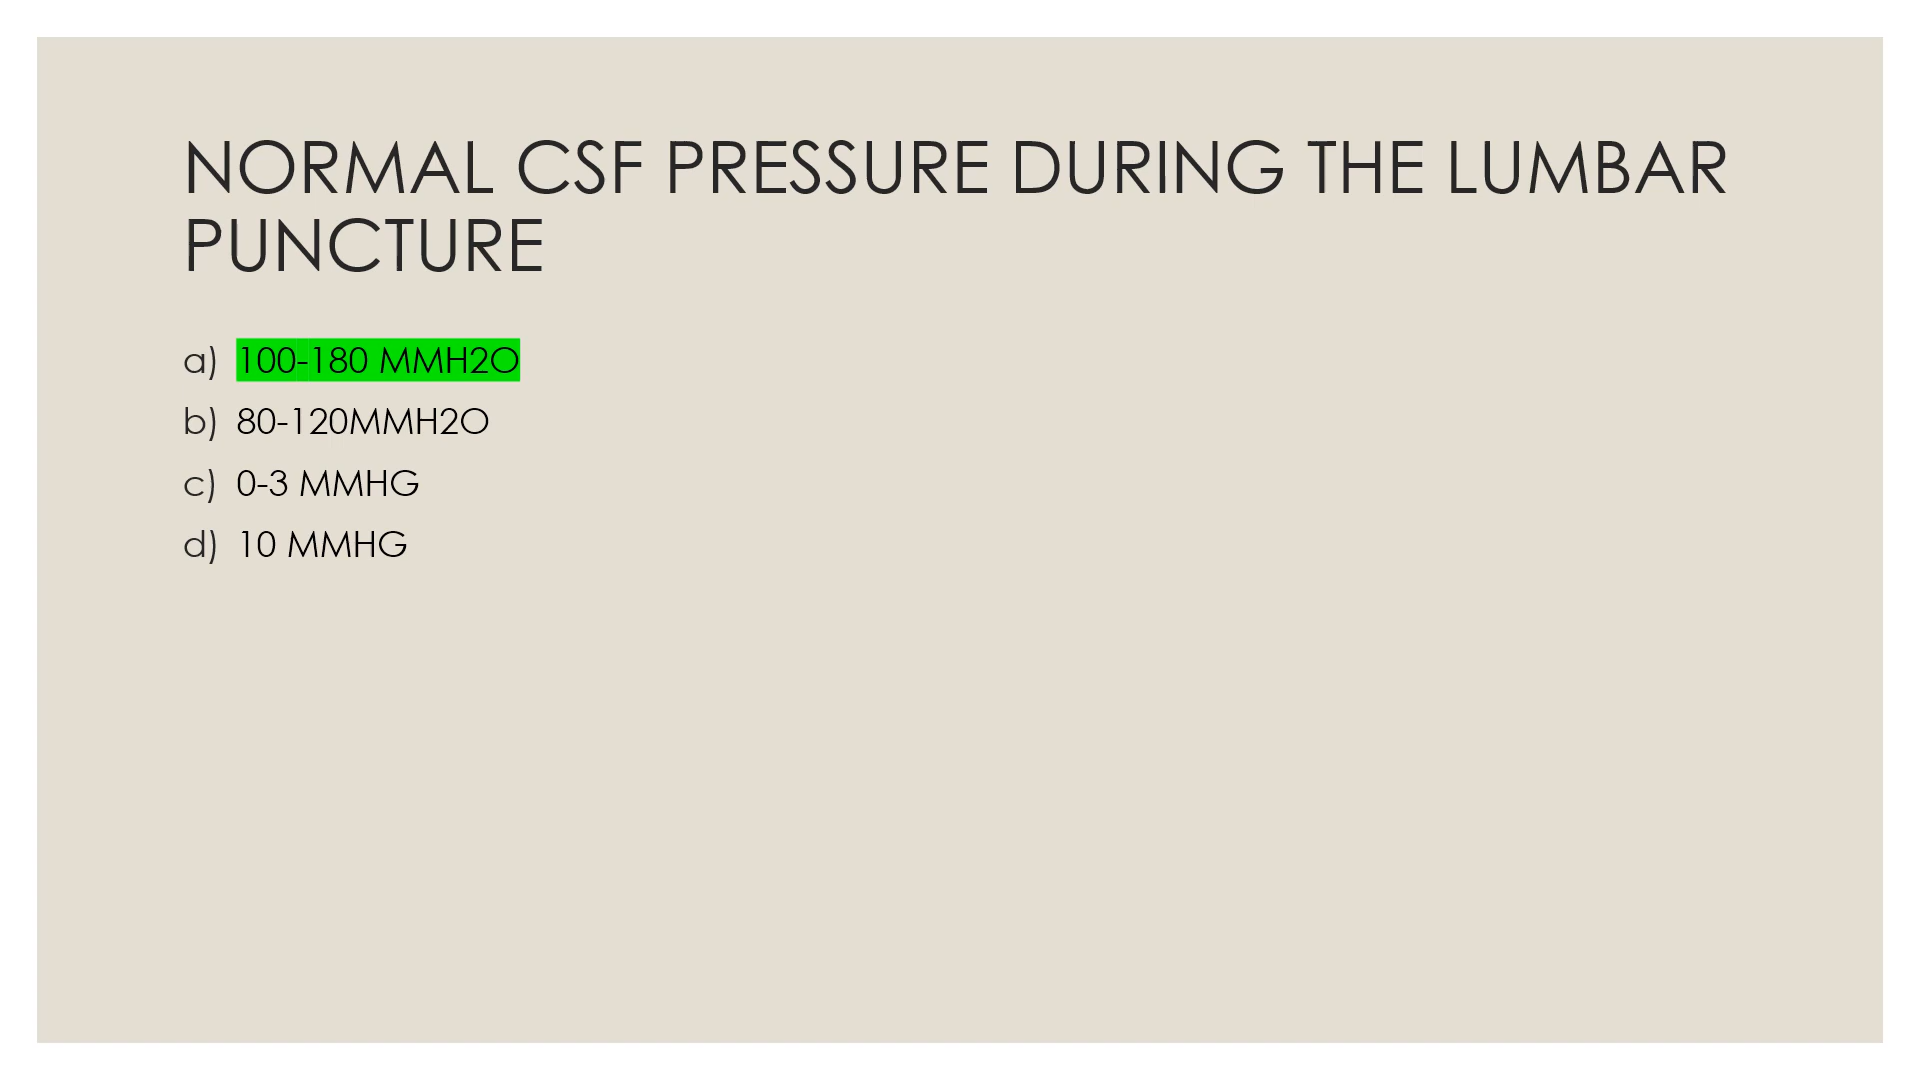 NORMAL CSF PRESSURE DURING THE LUMBAR
PUNCTURE
a) 100-180 MMH2O
b) 80-120MMH2O
c) 0-3 MMHG
d) 10 MMHG